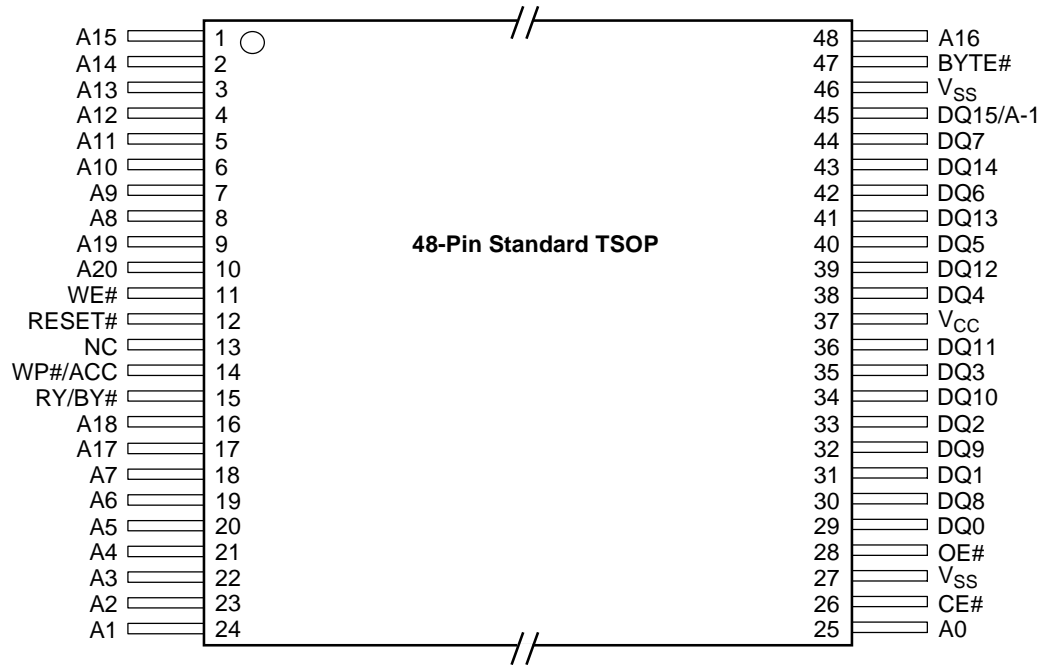 A15 1 48 A16
A14 2 47 BYTE#
A13 3 46 VSS
A12 4 45 DQ15/A-1
A11 5 44 DQ7
A10 6 43 DQ14
A9 7 42 DQ6
A8 8 41 DQ13
A19 9 48-Pin Standard TSOP 40 DQ5
A20 10 39 DQ12
WE# 11 38 DQ4
RESET# 12 37 VCC
NC 13 36 DQ11
WP#/ACC 14 35 DQ3
RY/BY# 15 34 DQ10
A18 16 33 DQ2
A17 17 32 DQ9
A7 18 31 DQ1
A6 19 30 DQ8
A5 20 29 DQ0
A4 21 28 OE#
A3 22 27 VSS
A2 23 26 CE#
A1 24 25 A0